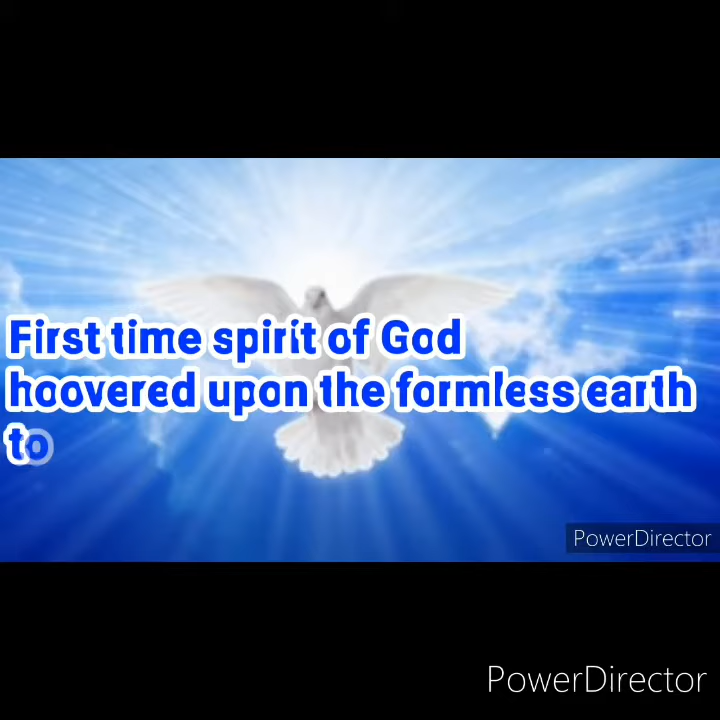 First time spirit of God
hoovered upon the formless earth
to
PowerDirector
PowerDirector